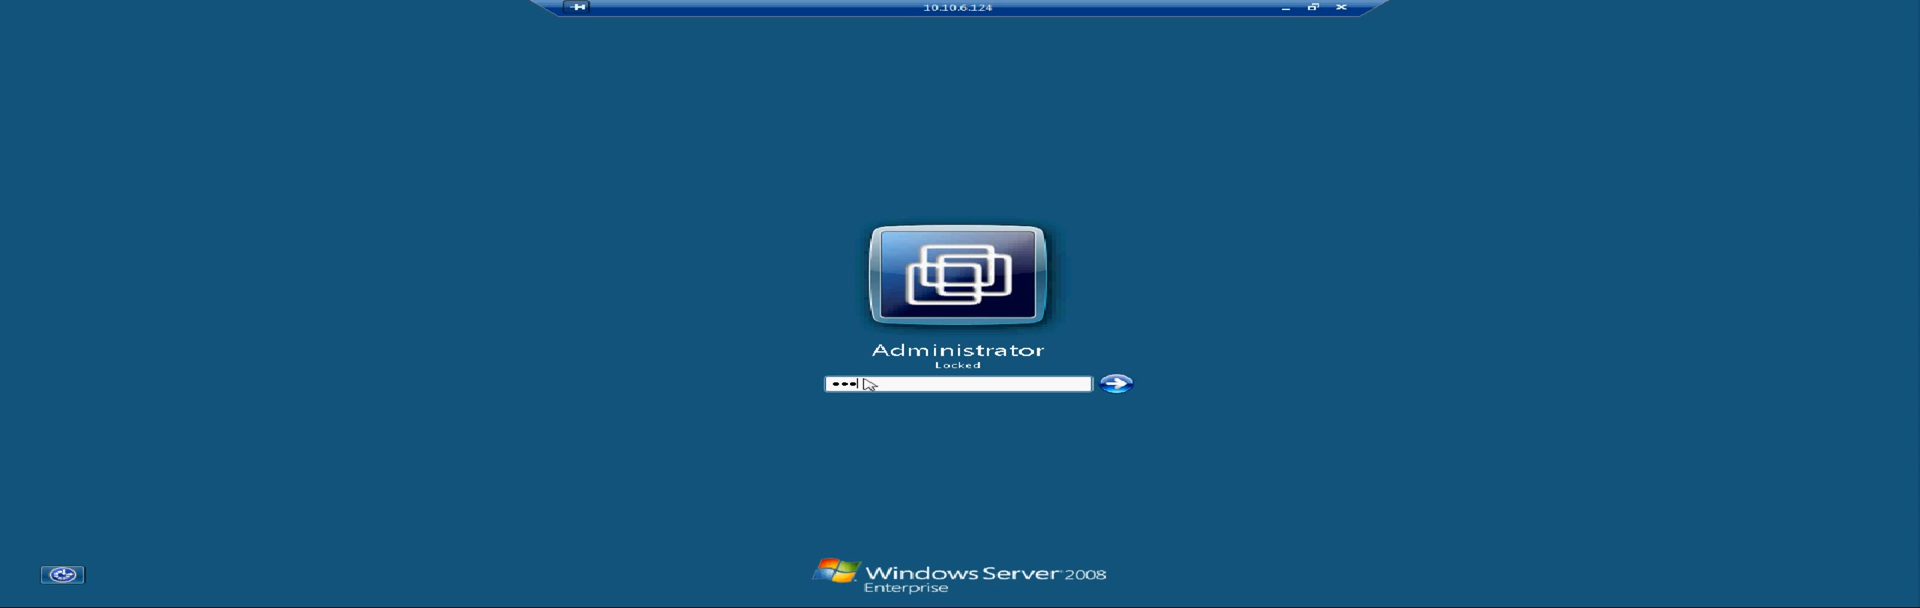 10.10.6.124
Administrator
Locked
Windows Server 2008
Enterprise